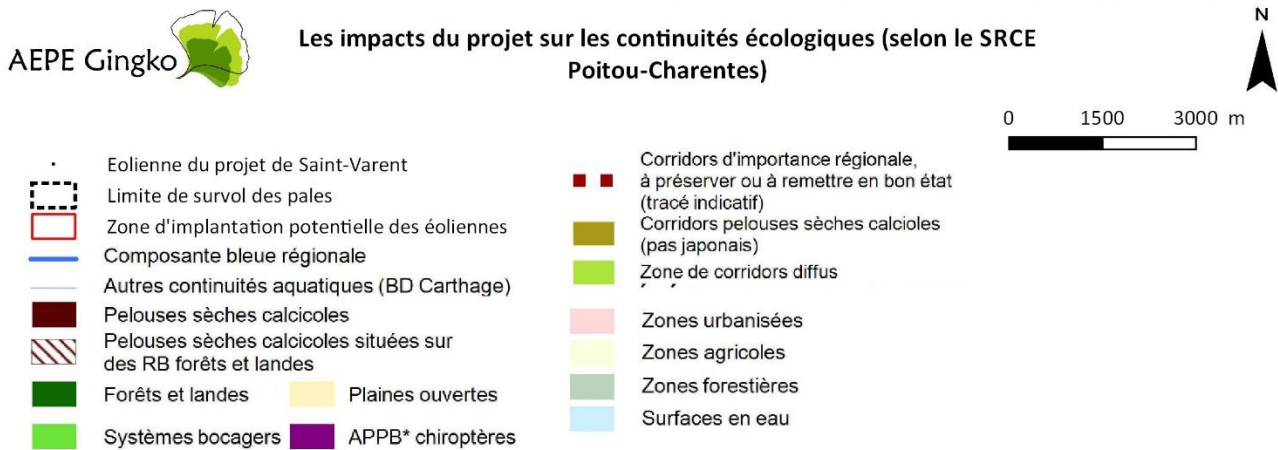 AEPE Gingko
Les impacts du projet sur les continuités écologiques (selon le SRCE
Poitou-Charentes)
N
0 1500 3000 m
Eolienne du projet de Saint-Varent
Limite de survol des pales
Zone d'implantation potentielle des éoliennes
Composante bleue régionale
Autres continuités aquatiques (BD Carthage)
Pelouses sèches calcicoles
Pelouses sèches calcicoles situées sur
des RB forêts et landes
Forêts et landes
Plaines ouvertes
Systèmes bocagers
APPB* chiroptères
Corridors d'importance régionale,
à préserver ou à remettre en bon état
(tracé indicatif)
Corridors pelouses sèches calcioles
(pas japonais)
Zone de corridors diffus
Zones urbanisées
Zones agricoles
Zones forestières
Surfaces en eau